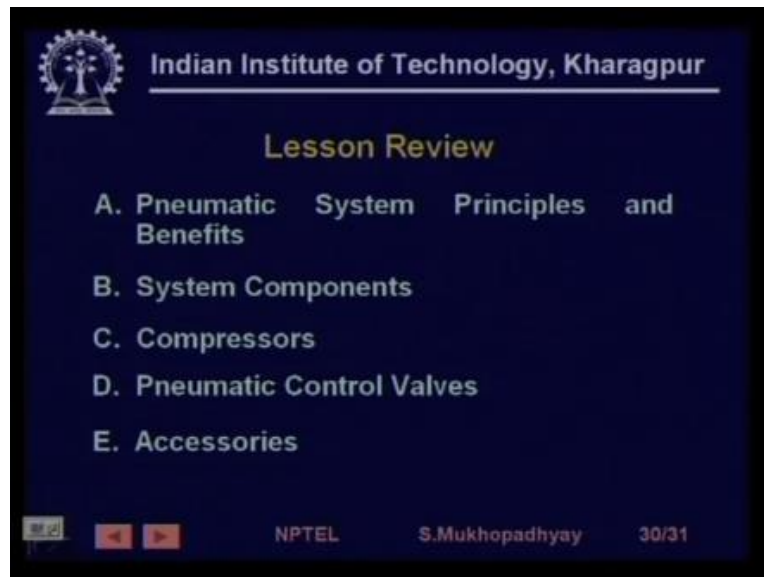 Indian Institute of Technology, Kharagpur
Lesson Review
A. Pneumatic System Principles and
Benefits
B. System Components
C. Compressors
D. Pneumatic Control Valves
E. Accessories
NPTEL S.Mukhopadhyay 30/31